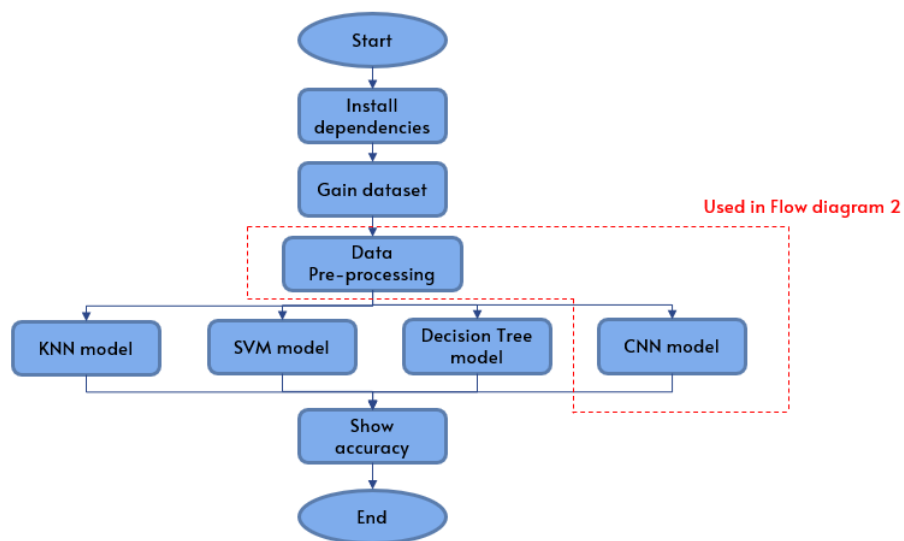 Start
Install
dependencies
Gain dataset
Used in Flow diagram 2
Data
Pre-processing
KNN model
SVM model
Decision Tree
model
CNN model
Show
accuracy
End